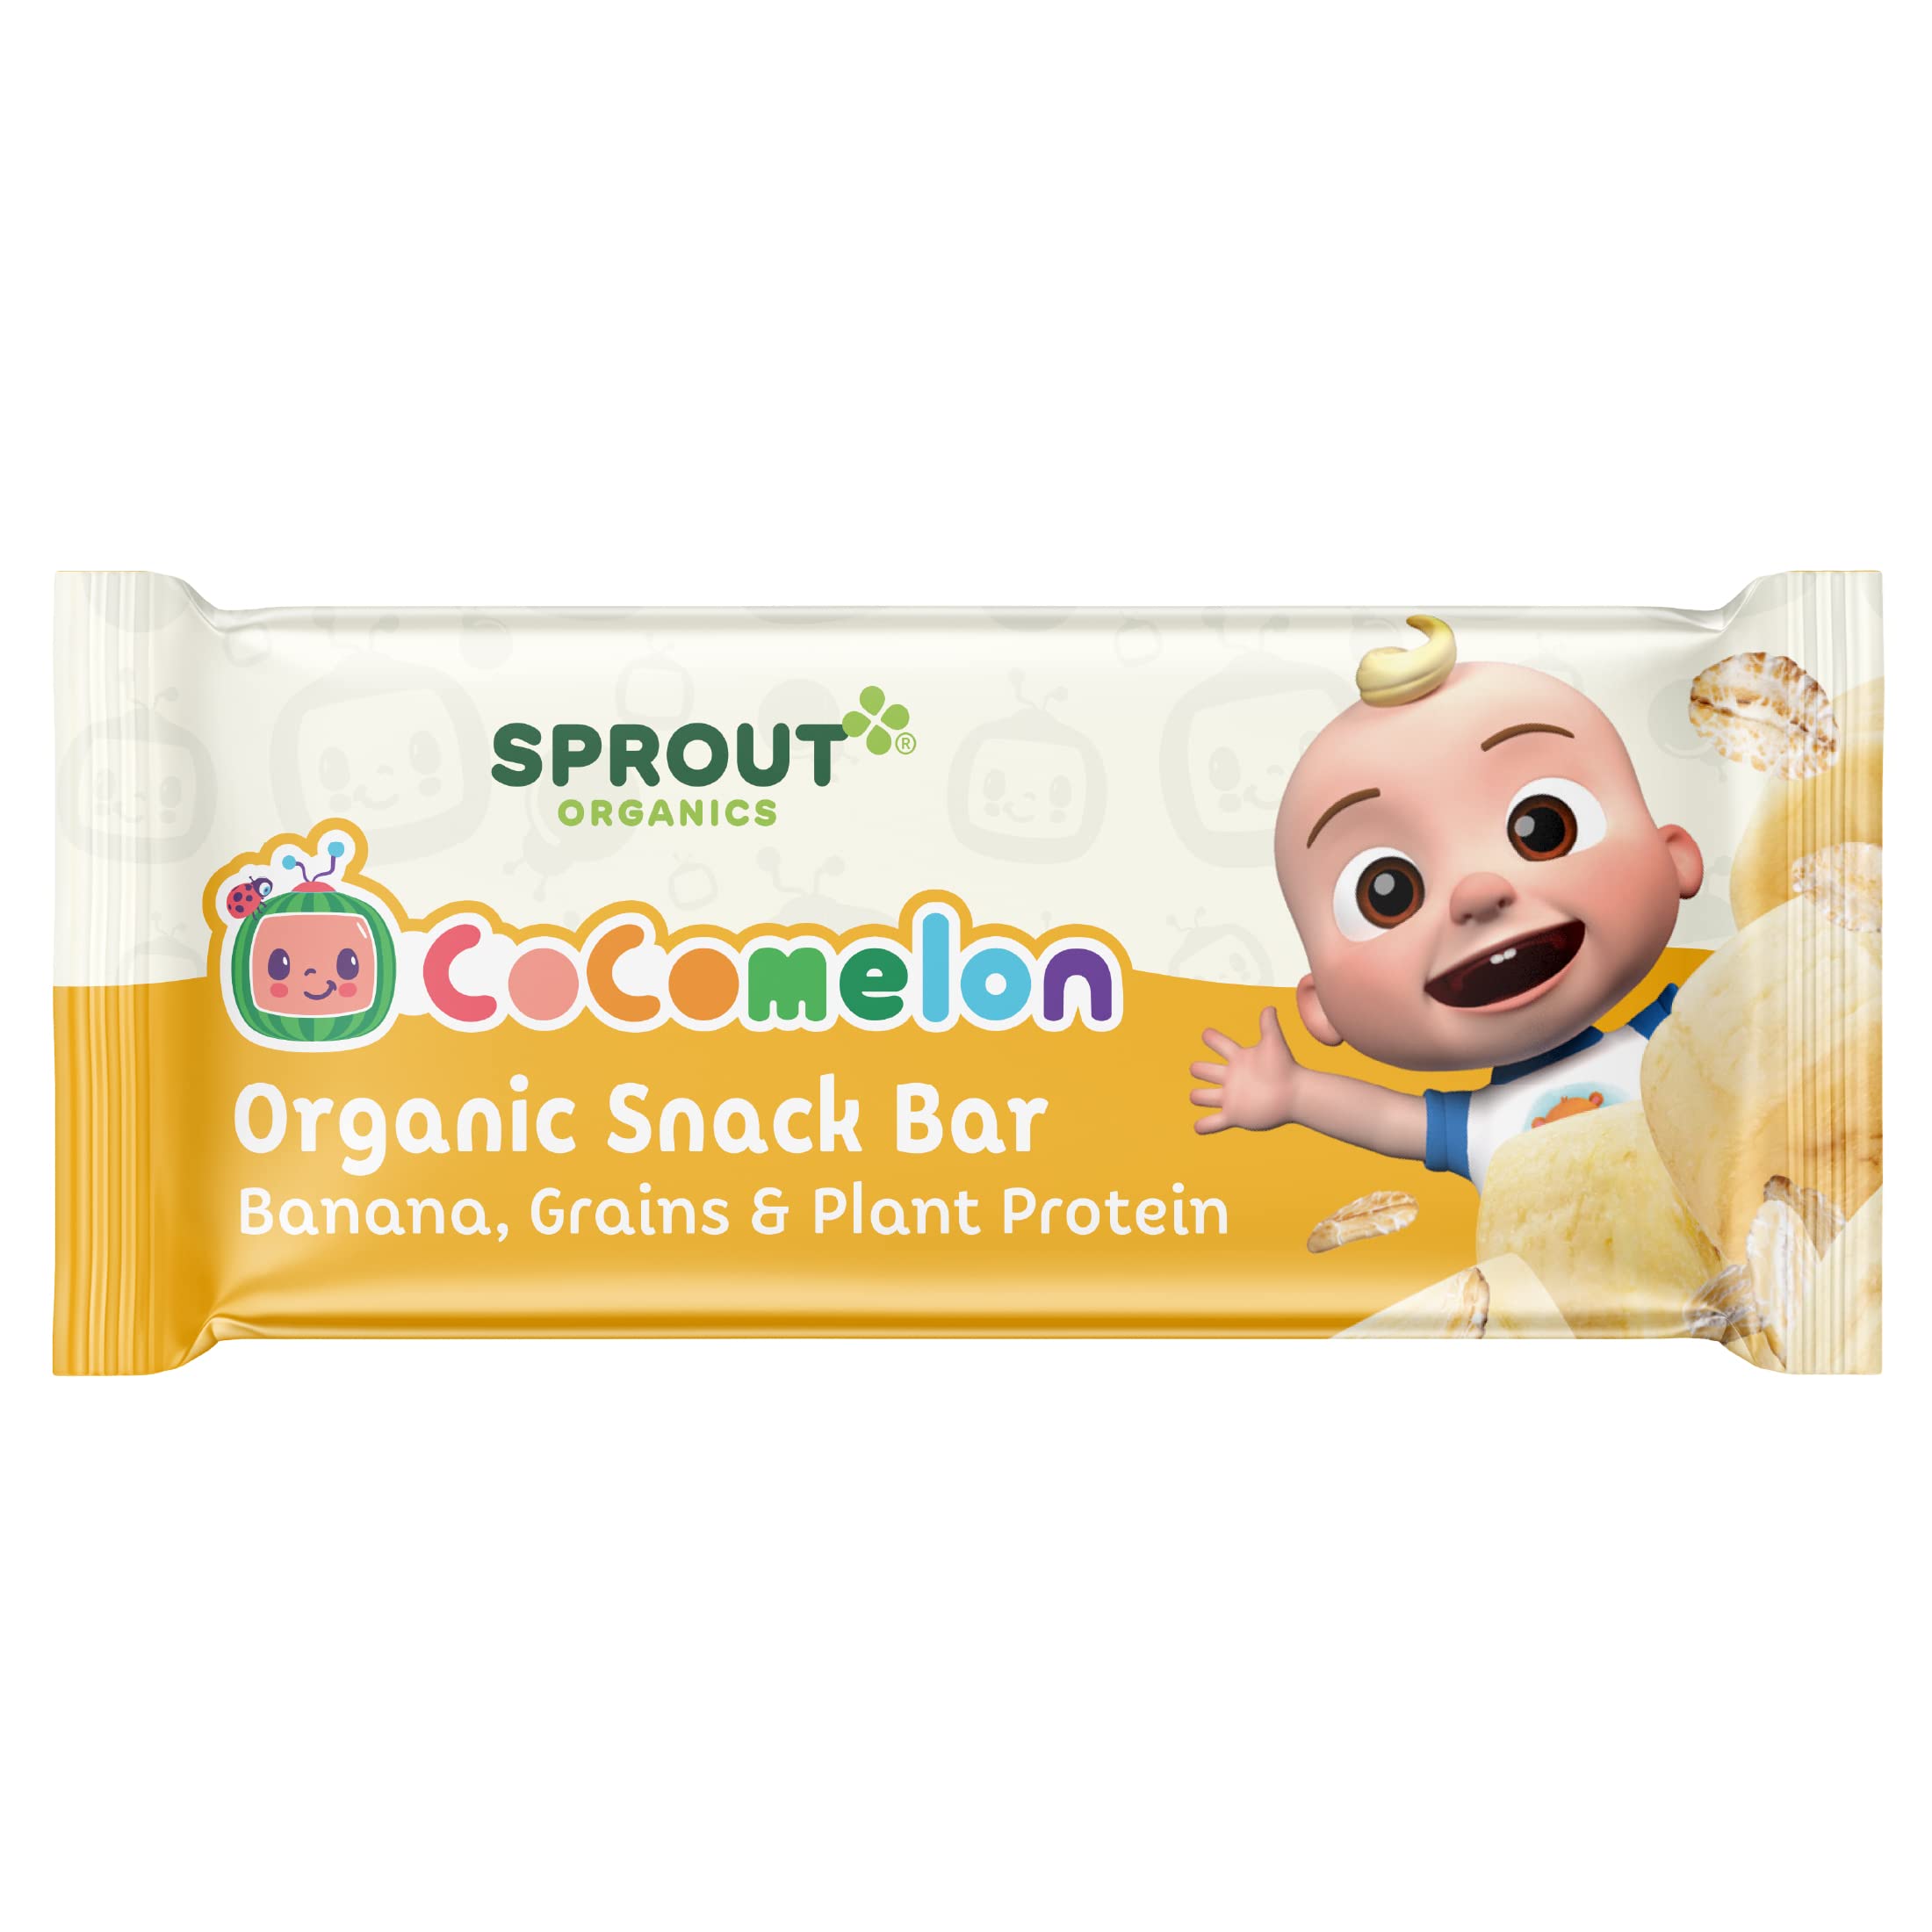 SPROUT®
ORGANICS
CoComelon
Organic Snack Bar
Banana, Grains & Plant Protein